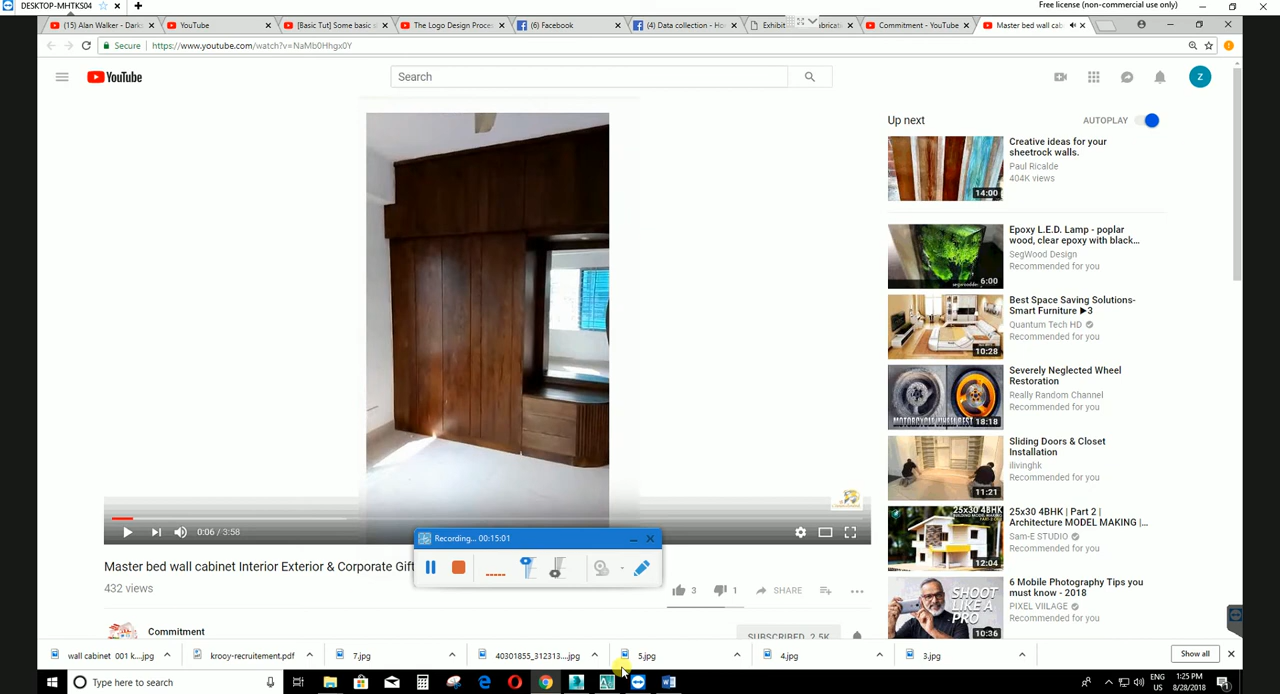 DESKTOP-MHTKS04
Free license (non-commercial use only)
(15) Alan Walker - Darks
YouTube
[Basic Tut] Some basic s
The Logo Design Proce
(6) Facebook
(4) Data collection - Ho
Exhibit
abricat
Commitment - YouTube
Master bed wall cab
Secure
https://www.youtube.com/watch?v=NaMb0Hhgx0Y
YouTube
Search
Z
Up next
AUTOPLAY
Creative ideas for your
sheetrock walls.
Paul Ricalde
404K views
14:00
Epoxy L.E.D. Lamp - poplar
wood, clear epoxy with black...
SegWood Design
Recommended for you
6:00
Best Space Saving Solutions-
Smart Furniture ▶3
Quantum Tech HD
Recommended for you
10:28
Severely Neglected Wheel
Restoration
Really Random Channel
Recommended for you
18:18
Sliding Doors & Closet
Installation
ilivinghk
Recommended for you
11:21
25x30 4BHK | Part 2 |
Architecture MODEL MAKING |...
Sam-E STUDIO
Recommended for you
25x30 4BHK
12:04
6 Mobile Photography Tips you
must know - 2018
PIXEL VIILAGE
Recommended for you
SHOOT
LIKE A
PRO
10:36
0:06 / 3:58
Recording... 00:15:01
Master bed wall cabinet Interior Exterior & Corporate Gift
432 views
3
1
SHARE
Commitment
SUBSCRIBED 2.5K
wall cabinet 001 k....jpg
krooy-recruitement.pdf
7.jpg
40301855_312313....jpg
5.jpg
4.jpg
3.jpg
Show all
Type here to search
ENG
US
1:25 PM
8/28/2018